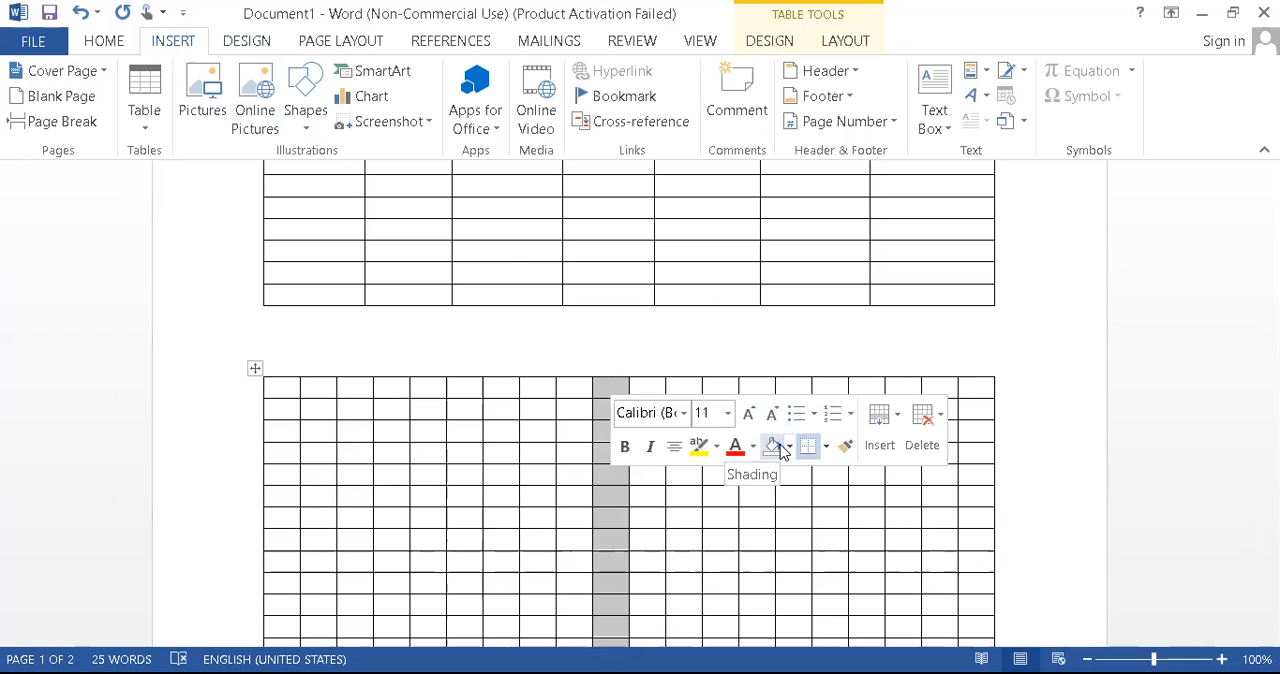 Document1 - Word (Non-Commercial Use) (Product Activation Failed)
TABLE TOOLS
?
FILE HOME INSERT DESIGN PAGE LAYOUT REFERENCES MAILINGS REVIEW VIEW DESIGN LAYOUT Sign in
Cover Page
Blank Page
Page Break
Pages
Table
Tables
Pictures
Online
Pictures
Shapes
SmartArt
Chart
Screenshot
Illustrations
Apps for
Office
Apps
Online
Video
Media
Hyperlink
Bookmark
Cross-reference
Links
Comment
Comments
Header
Footer
Page Number
Header & Footer
Text
Box
Text
π Equation
Ω Symbol
Symbols
Calibri (B 11
B I
Insert Delete
Shading
PAGE 1 OF 2 25 WORDS ENGLISH (UNITED STATES) 100%